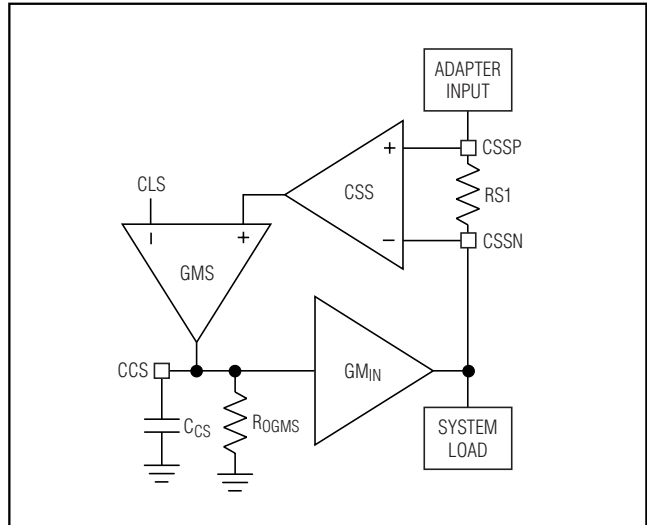 ADAPTER
INPUT
CSSP
+
CSS
RS1
CLS
−
CSSN
−
+
GMS
CCS
GMIN
CCS
ROGMS
SYSTEM
LOAD